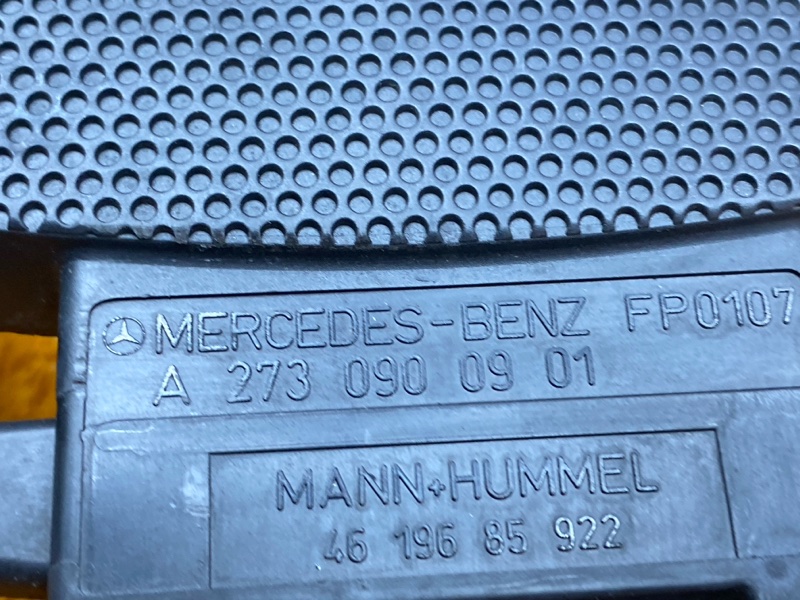 MERCEDES-BENZ FP0107
A 273 090 09 01
MANN+HUMMEL
46 196 85 922